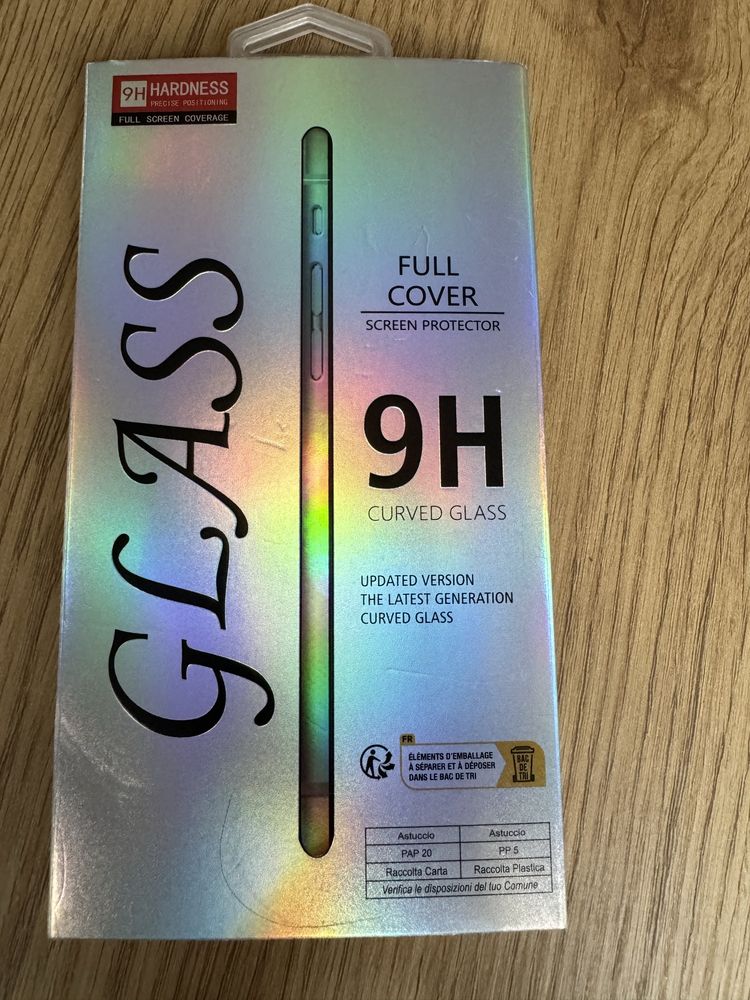 9H HARDNESS
PRECISE POSITIONING
FULL SCREEN COVERAGE
GLASS
FULL
COVER
SCREEN PROTECTOR
9H
CURVED GLASS
UPDATED VERSION
THE LATEST GENERATION
CURVED GLASS
FR
ÉLÉMENTS D'EMBALLAGE
À SÉPARER ET À DÉPOSER
DANS LE BAC DE TRI
BAC
DE
TRI
Astuccio Astuccio
PAP 20 PP 5
Raccolta Carta Raccolta Plastica
Verifica le disposizioni del tuo Comune